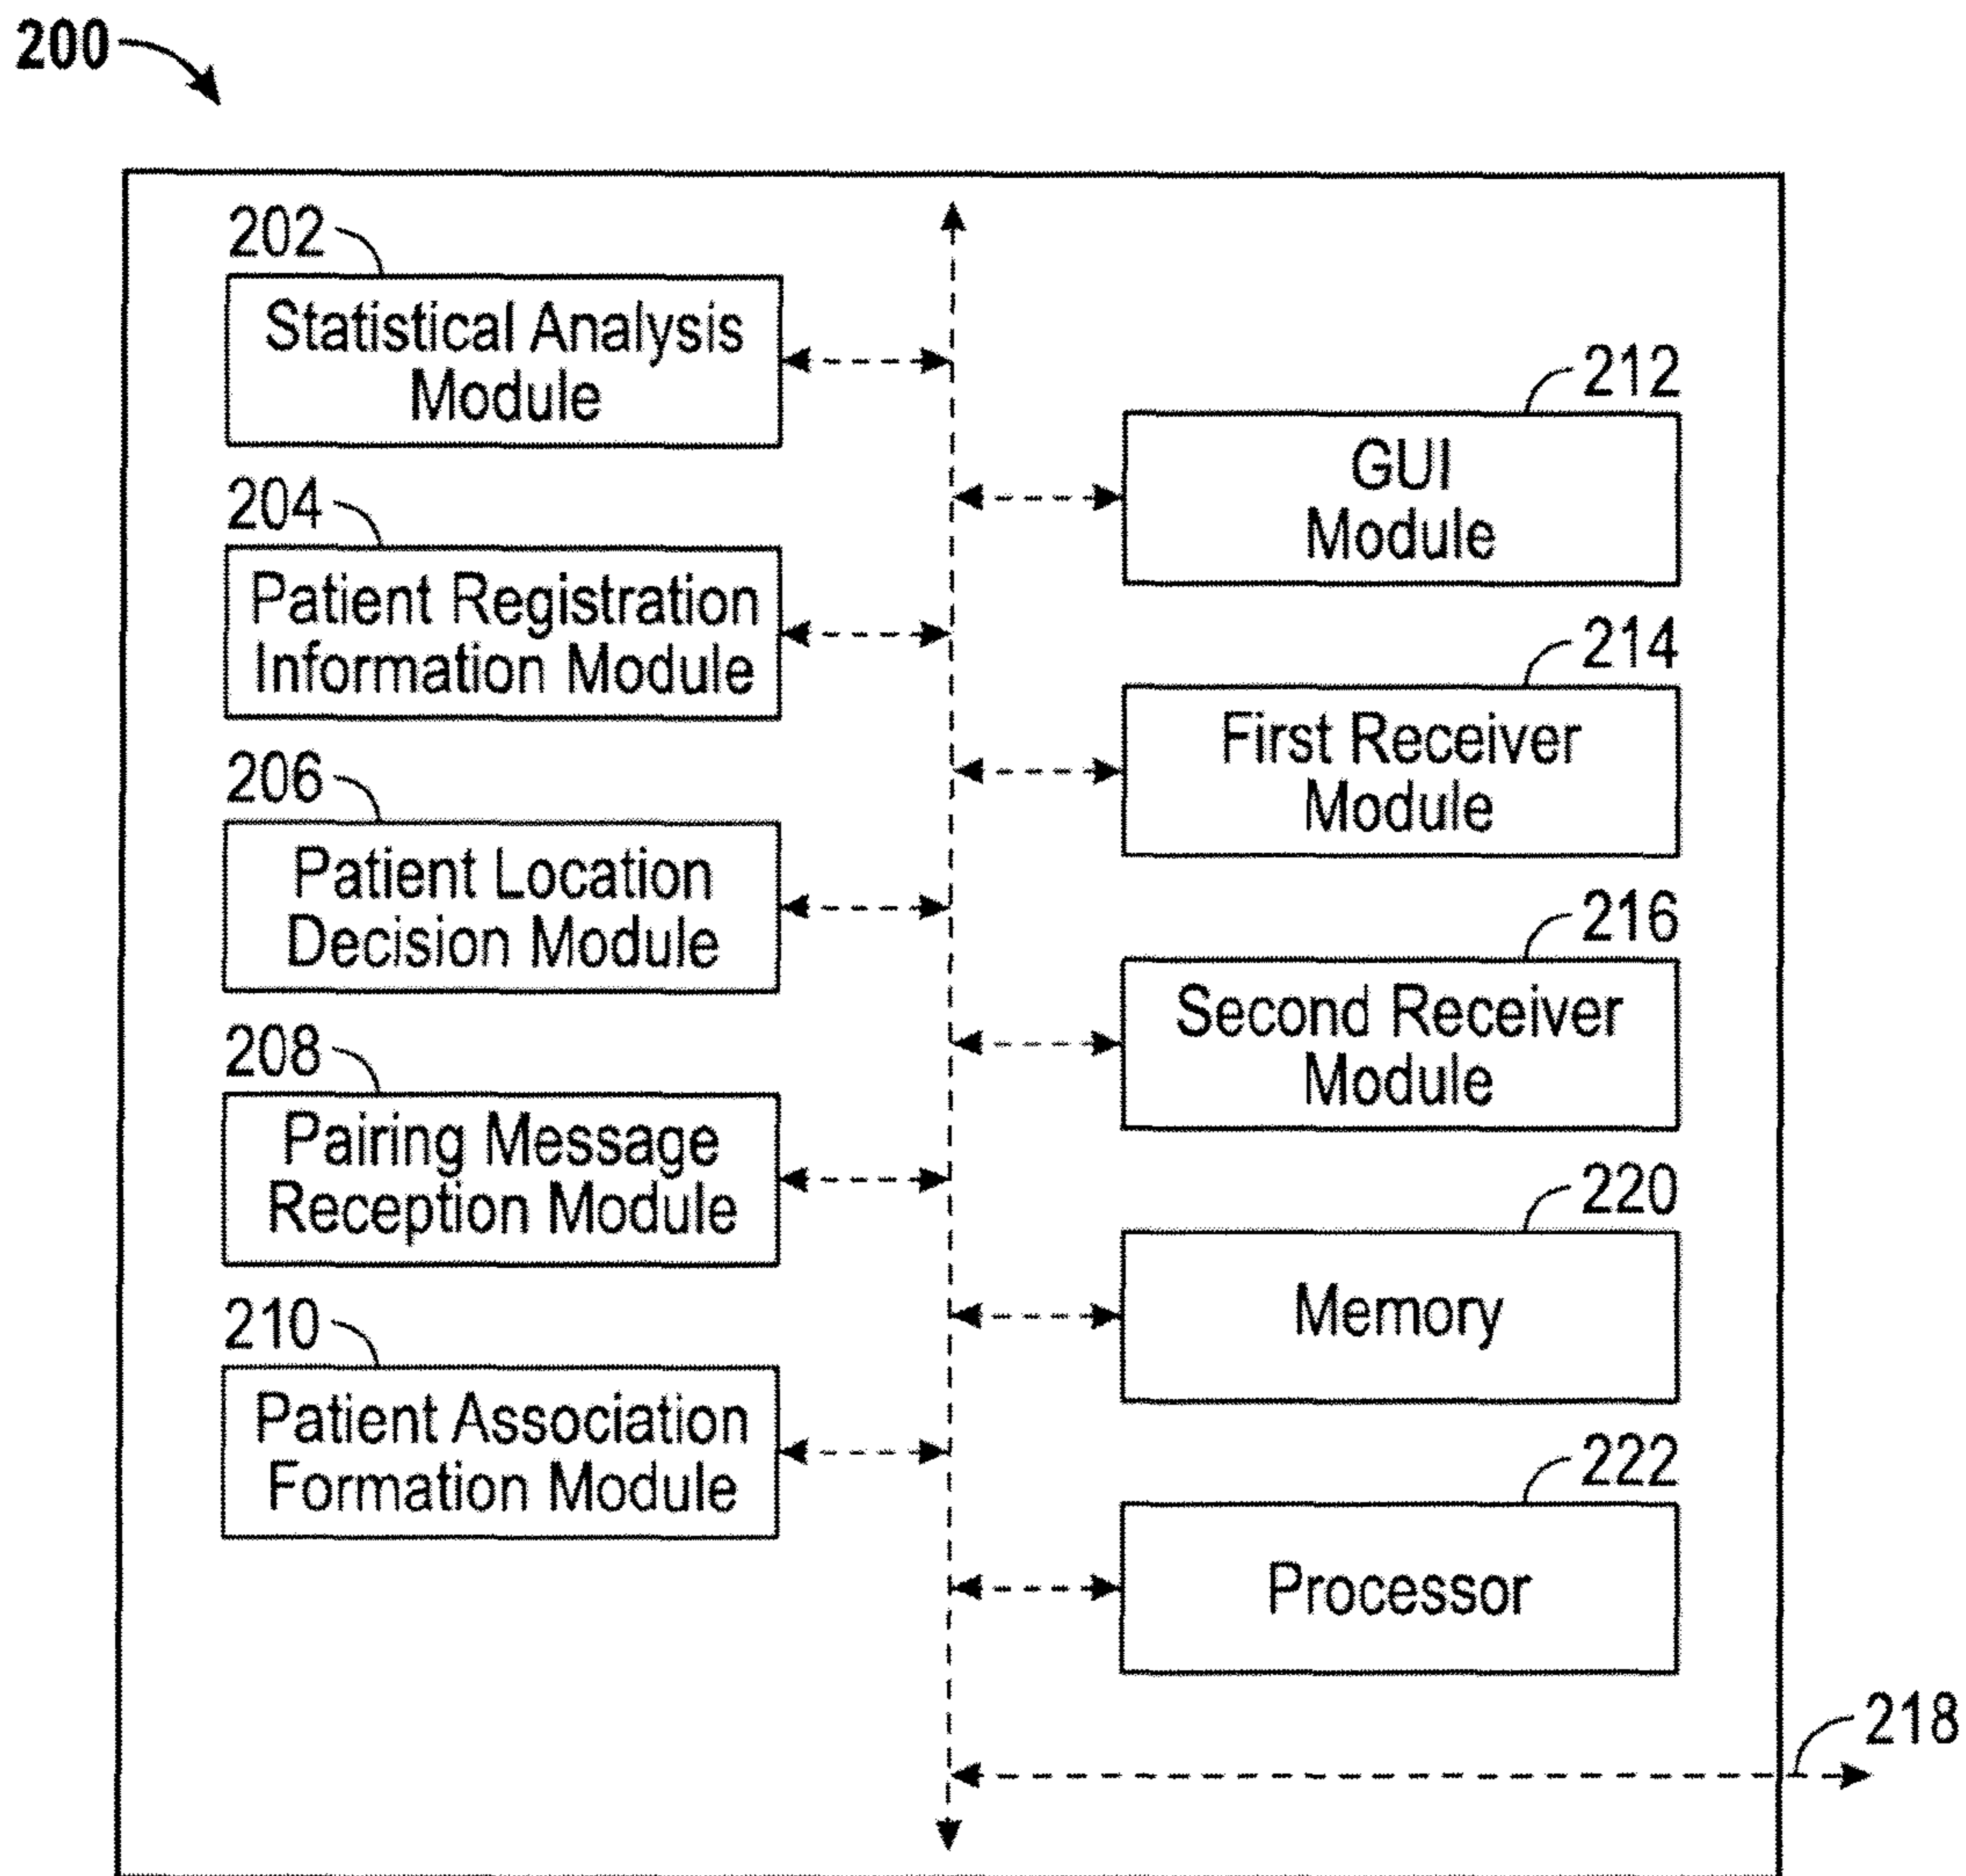 200
202
Statistical Analysis
Module
204
Patient Registration
Information Module
206
Patient Location
Decision Module
208
Pairing Message
Reception Module
210
Patient Association
Formation Module
212
GUI
Module
214
First Receiver
Module
216
Second Receiver
Module
220
Memory
222
Processor
218